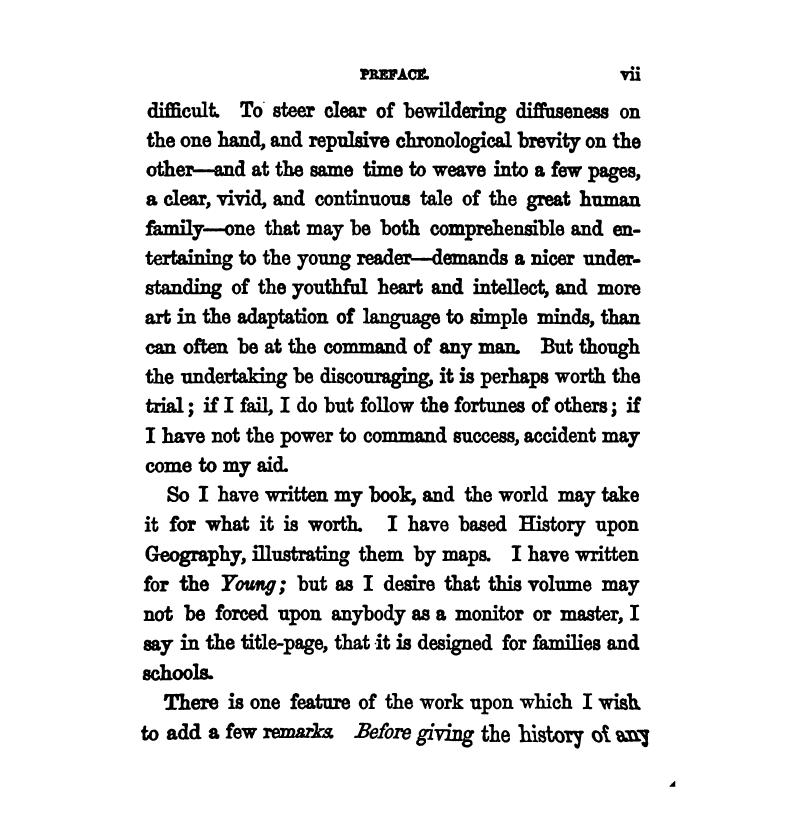 PREFACE. vii
difficult. To steer clear of bewildering diffuseness on
the one hand, and repulsive chronological brevity on the
other—and at the same time to weave into a few pages,
a clear, vivid, and continuous tale of the great human
family—one that may be both comprehensible and en-
tertaining to the young reader—demands a nicer under-
standing of the youthful heart and intellect, and more
art in the adaptation of language to simple minds, than
can often be at the command of any man. But though
the undertaking be discouraging, it is perhaps worth the
trial; if I fail, I do but follow the fortunes of others; if
I have not the power to command success, accident may
come to my aid.
So I have written my book, and the world may take
it for what it is worth. I have based History upon
Geography, illustrating them by maps. I have written
for the Young; but as I desire that this volume may
not be forced upon anybody as a monitor or master, I
say in the title-page, that it is designed for families and
schools.
There is one feature of the work upon which I wish
to add a few remarks. Before giving the history of any